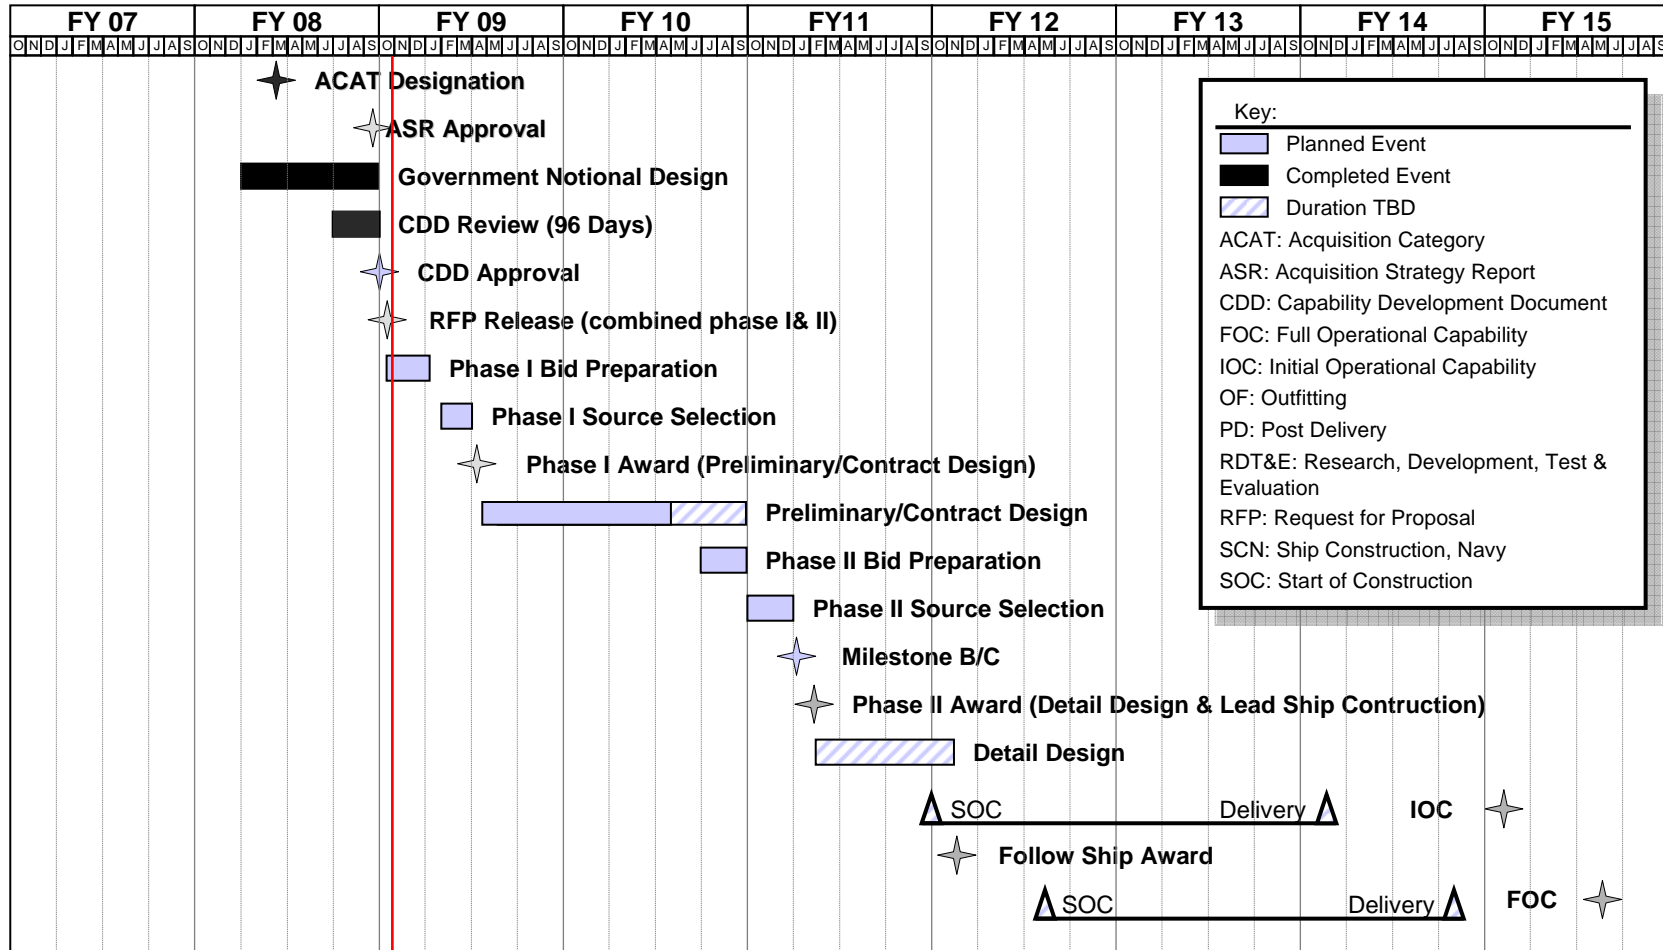 FY 07 FY 08 FY 09 FY 10 FY11 FY 12 FY 13 FY 14 FY 15
O N D J F M A M J J A S O N D J F M A M J J A S O N D J F M A M J J A S O N D J F M A M J J A S O N D J F M A M J J A S O N D J F M A M J J A S O N D J F M A M J J A S O N D J F M A M J J A S O N D J F M A M J J A S
ACAT Designation
ASR Approval
Government Notional Design
CDD Review (96 Days)
CDD Approval
RFP Release (combined phase I& II)
Phase I Bid Preparation
Phase I Source Selection
Phase I Award (Preliminary/Contract Design)
Preliminary/Contract Design
Phase II Bid Preparation
Phase II Source Selection
Milestone B/C
Phase II Award (Detail Design & Lead Ship Contruction)
Detail Design
SOC Delivery IOC
Follow Ship Award
SOC Delivery FOC
Key:
Planned Event
Completed Event
Duration TBD
ACAT: Acquisition Category
ASR: Acquisition Strategy Report
CDD: Capability Development Document
FOC: Full Operational Capability
IOC: Initial Operational Capability
OF: Outfitting
PD: Post Delivery
RDT&E: Research, Development, Test &
Evaluation
RFP: Request for Proposal
SCN: Ship Construction, Navy
SOC: Start of Construction